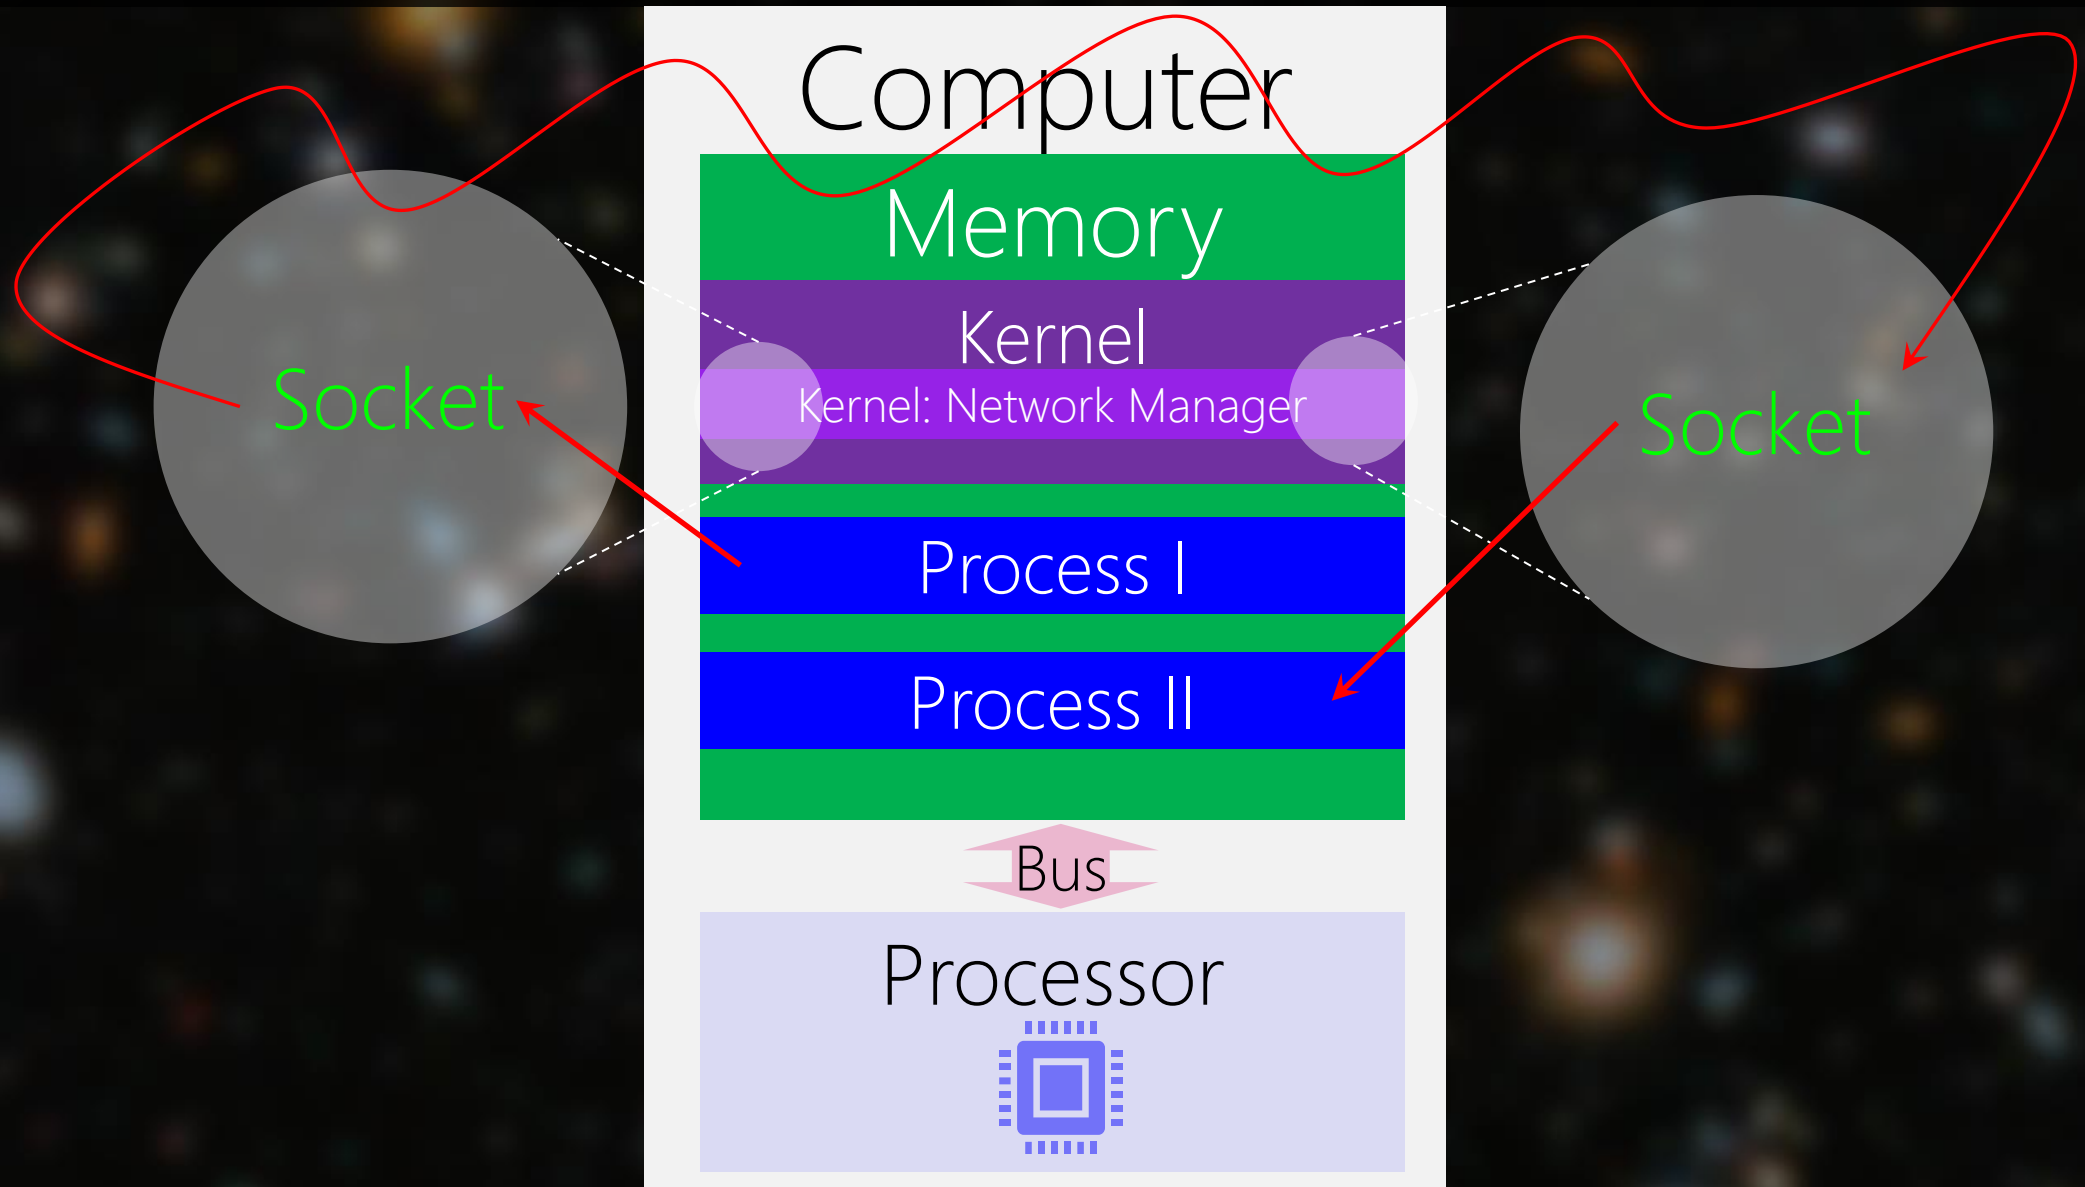 Computer
Memory
Kernel
Kernel: Network Manager
Socket
Socket
Process I
Process II
Bus
Processor